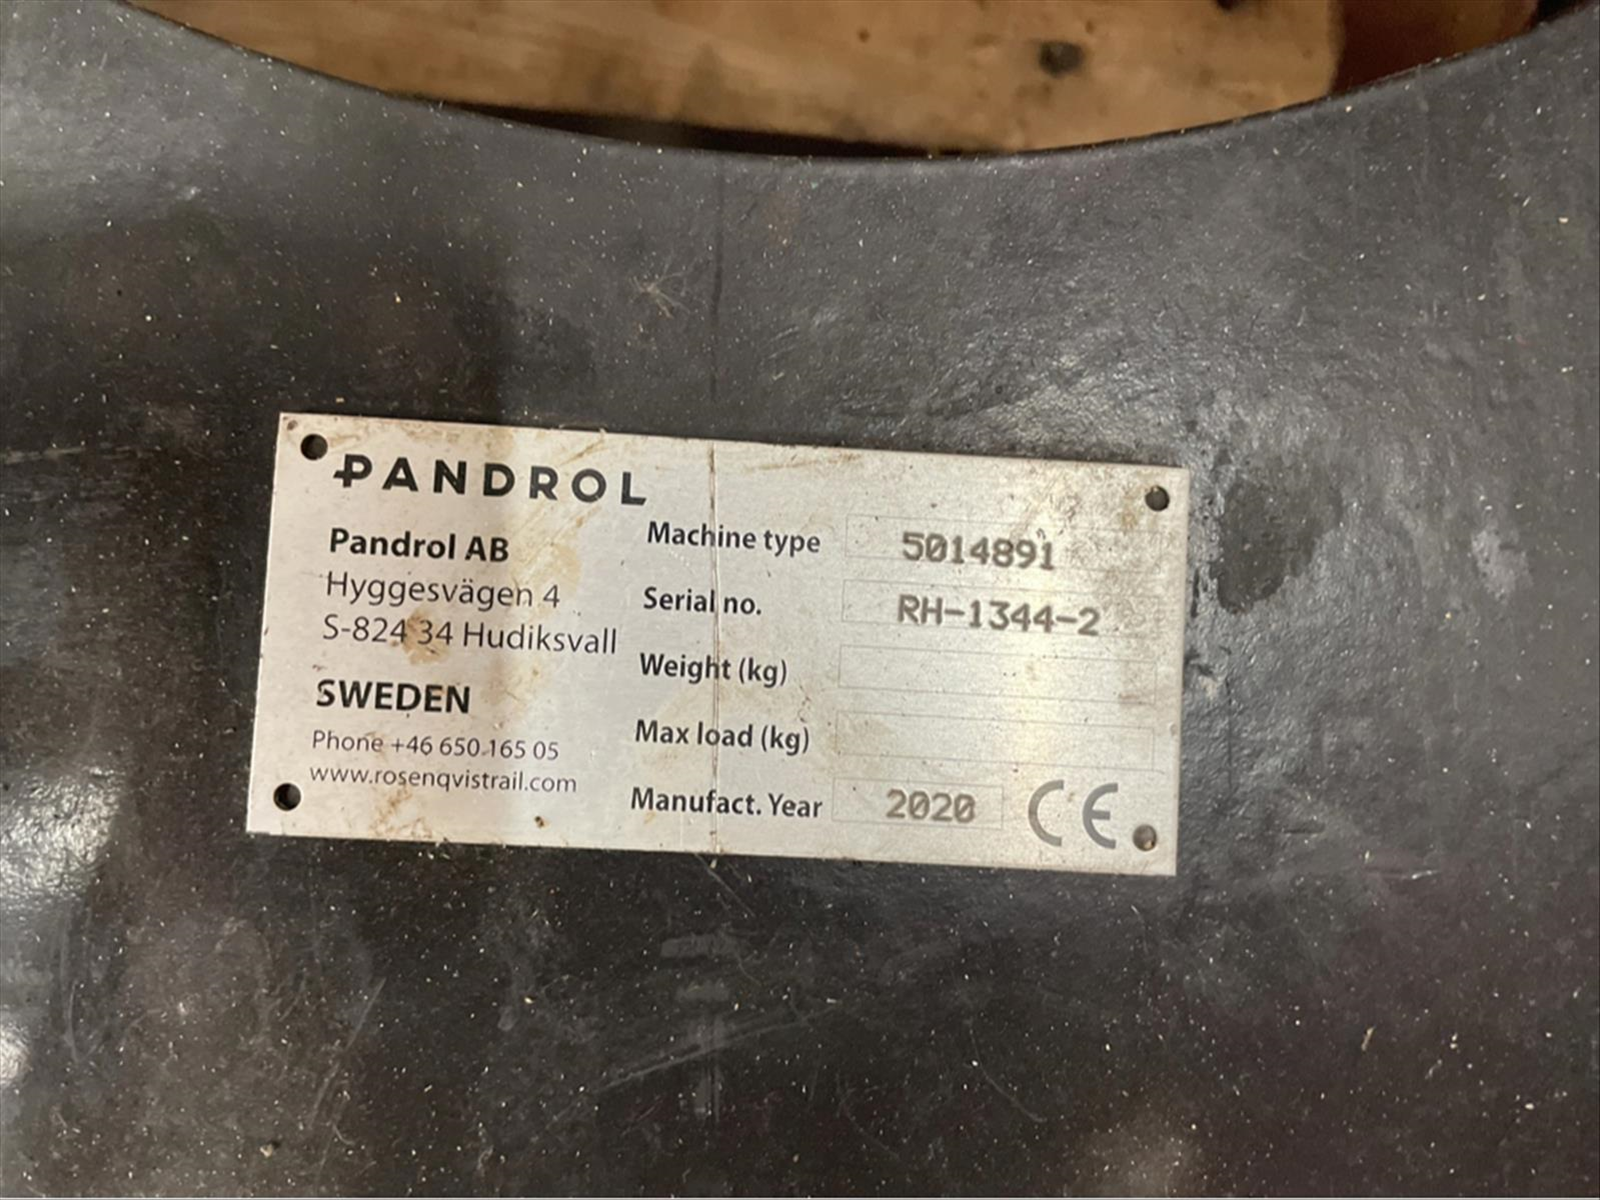 PANDROL
Pandrol AB
Hyggesvägen 4
S-824 34 Hudiksvall
SWEDEN
Phone +46 650 165 05
www.rosenqvistrail.com
Machine type 5014891
Serial no. RH-1344-2
Weight (kg)
Max load (kg)
Manufact. Year 2020 CE